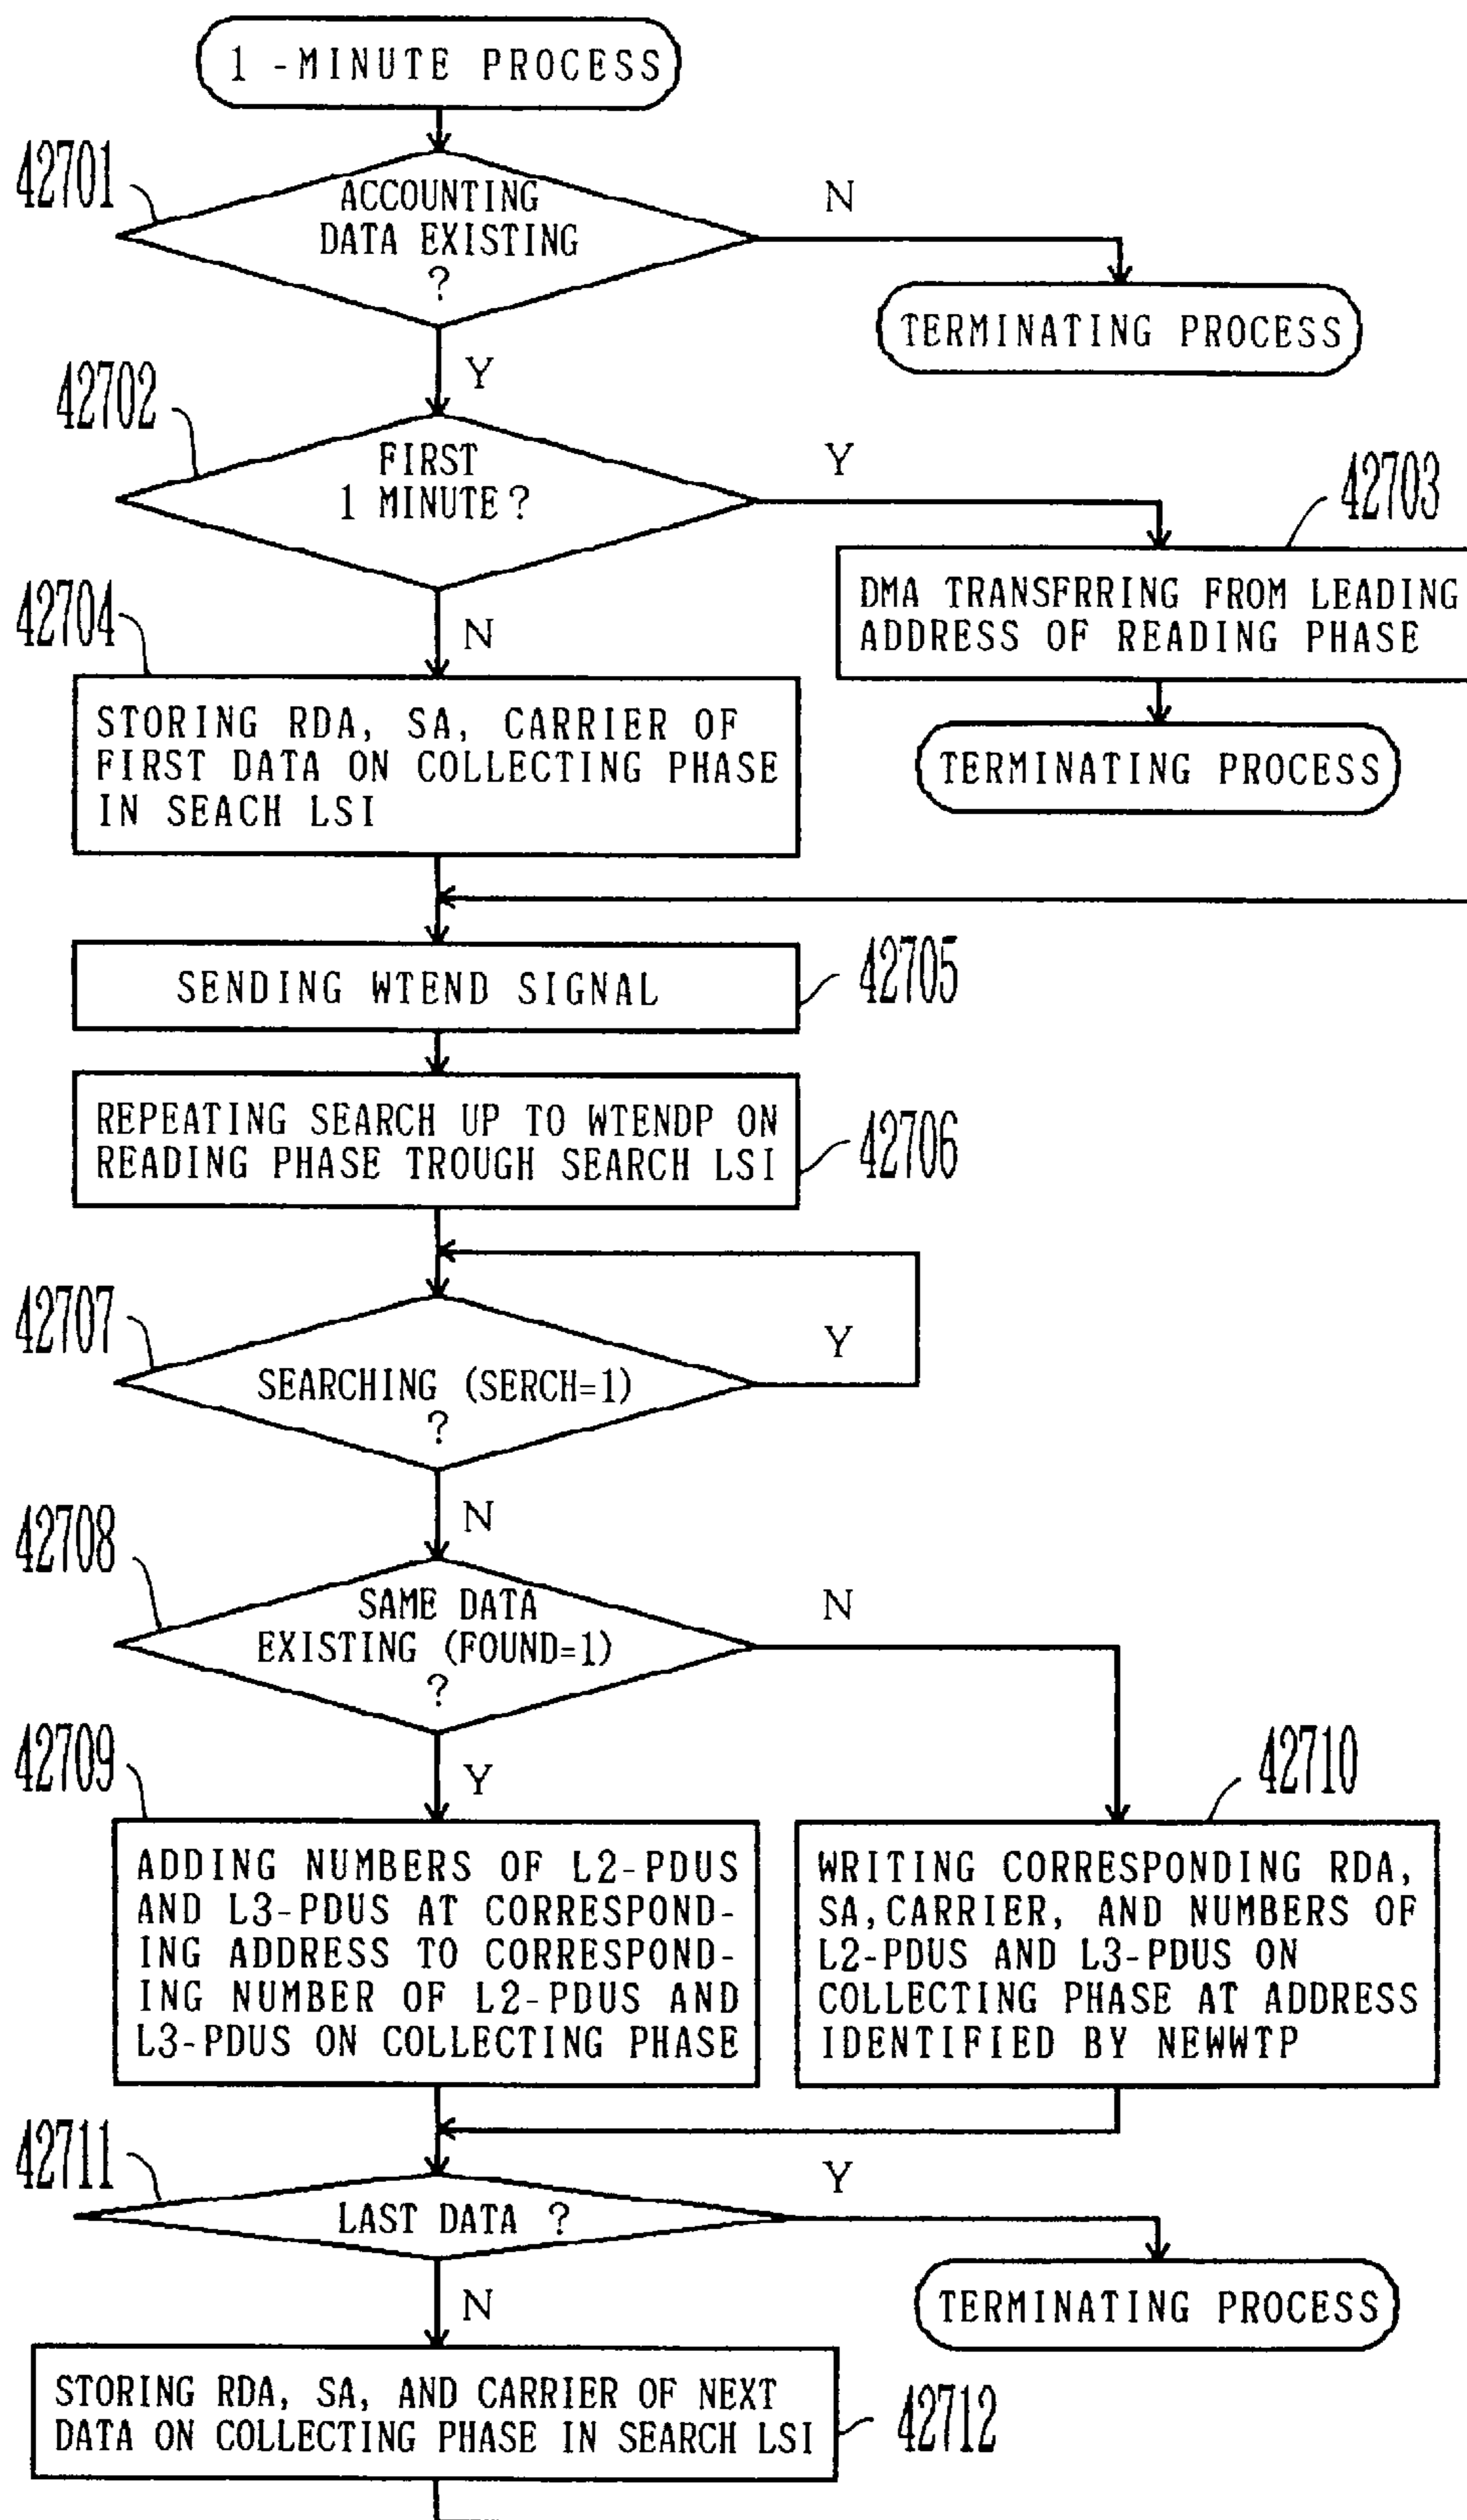 1 -MINUTE PROCESS
42701
ACCOUNTING
DATA EXISTING
?
N
TERMINATING PROCESS
Y
42702
FIRST
1 MINUTE?
Y
42703
DMA TRANSFRRING FROM LEADING
ADDRESS OF READING PHASE
TERMINATING PROCESS
N
42704
STORING RDA, SA, CARRIER OF
FIRST DATA ON COLLECTING PHASE
IN SEACH LSI
SENDING WTEND SIGNAL
42705
REPEATING SEARCH UP TO WTENDP ON
READING PHASE TROUGH SEARCH LSI
42706
42707
SEARCHING (SERCH=1)
?
Y
N
42708
SAME DATA
EXISTING (FOUND=1)
?
N
Y
42709
ADDING NUMBERS OF L2-PDUS
AND L3-PDUS AT CORRESPOND-
ING ADDRESS TO CORRESPOND-
ING NUMBER OF L2-PDUS AND
L3-PDUS ON COLLECTING PHASE
42710
WRITING CORRESPONDING RDA,
SA,CARRIER, AND NUMBERS OF
L2-PDUS AND L3-PDUS ON
COLLECTING PHASE AT ADDRESS
IDENTIFIED BY NEWWTP
42711
LAST DATA ?
Y
TERMINATING PROCESS
N
STORING RDA, SA, AND CARRIER OF NEXT
DATA ON COLLECTING PHASE IN SEARCH LSI
42712